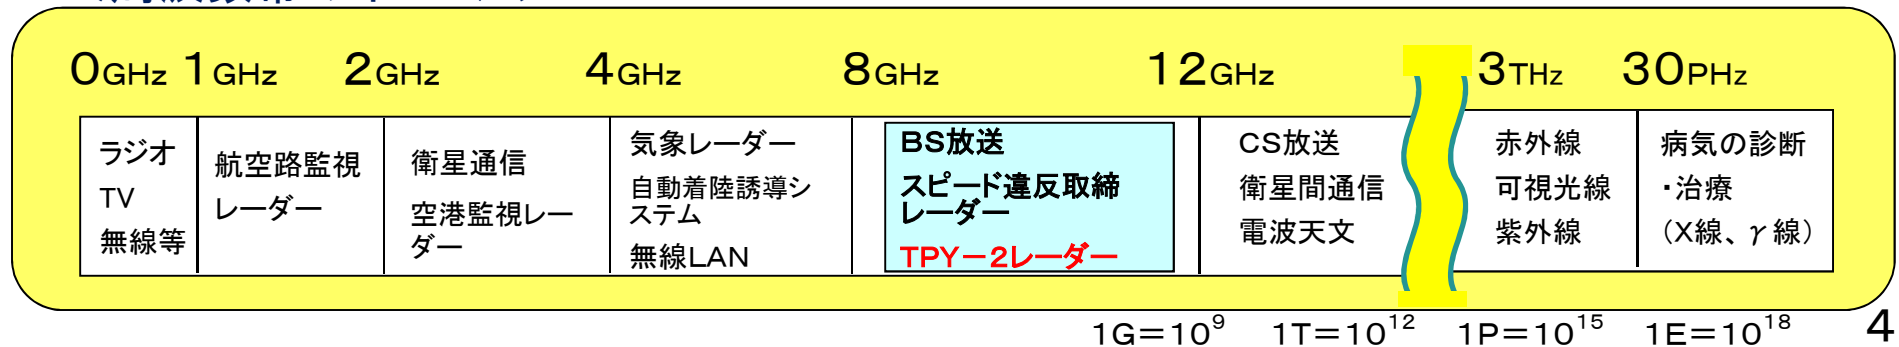 0GHz 1GHz 2GHz 4GHz 8GHz 12GHz 3THz 30PHz
ラジオ
TV
無線等
航空路監視
レーダー
衛星通信
空港監視レー
ダー
気象レーダー
自動着陸誘導シ
ステム
無線LAN
BS放送
スピード違反取締
レーダー
TPY－2レーダー
CS放送
衛星間通信
電波天文
赤外線
可視光線
紫外線
病気の診断
・治療
（X線、γ線）
1G＝10⁹ 1T＝10¹² 1P＝10¹⁵ 1E＝10¹⁸ 4